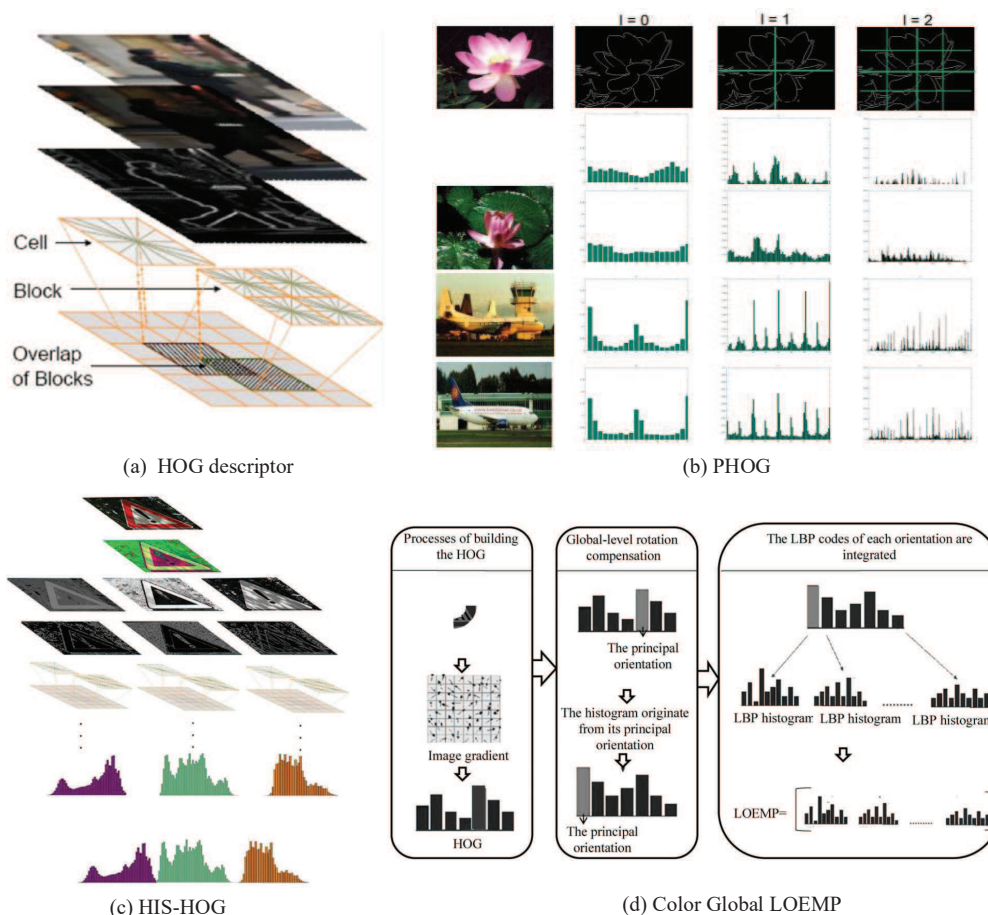 Cell
Block
Overlap
of Blocks
(a) HOG descriptor
l = 0
l = 1
l = 2
(b) PHOG
(c) HIS-HOG
Processes of building
the HOG
Image gradient
HOG
Global-level rotation
compensation
The principal
orientation
The histogram originate
from its principal
orientation
The principal
orientation
The LBP codes of each orientation are
integrated
LBP histogram
LBP histogram
LBP histogram
LOEMP=
(d) Color Global LOEMP